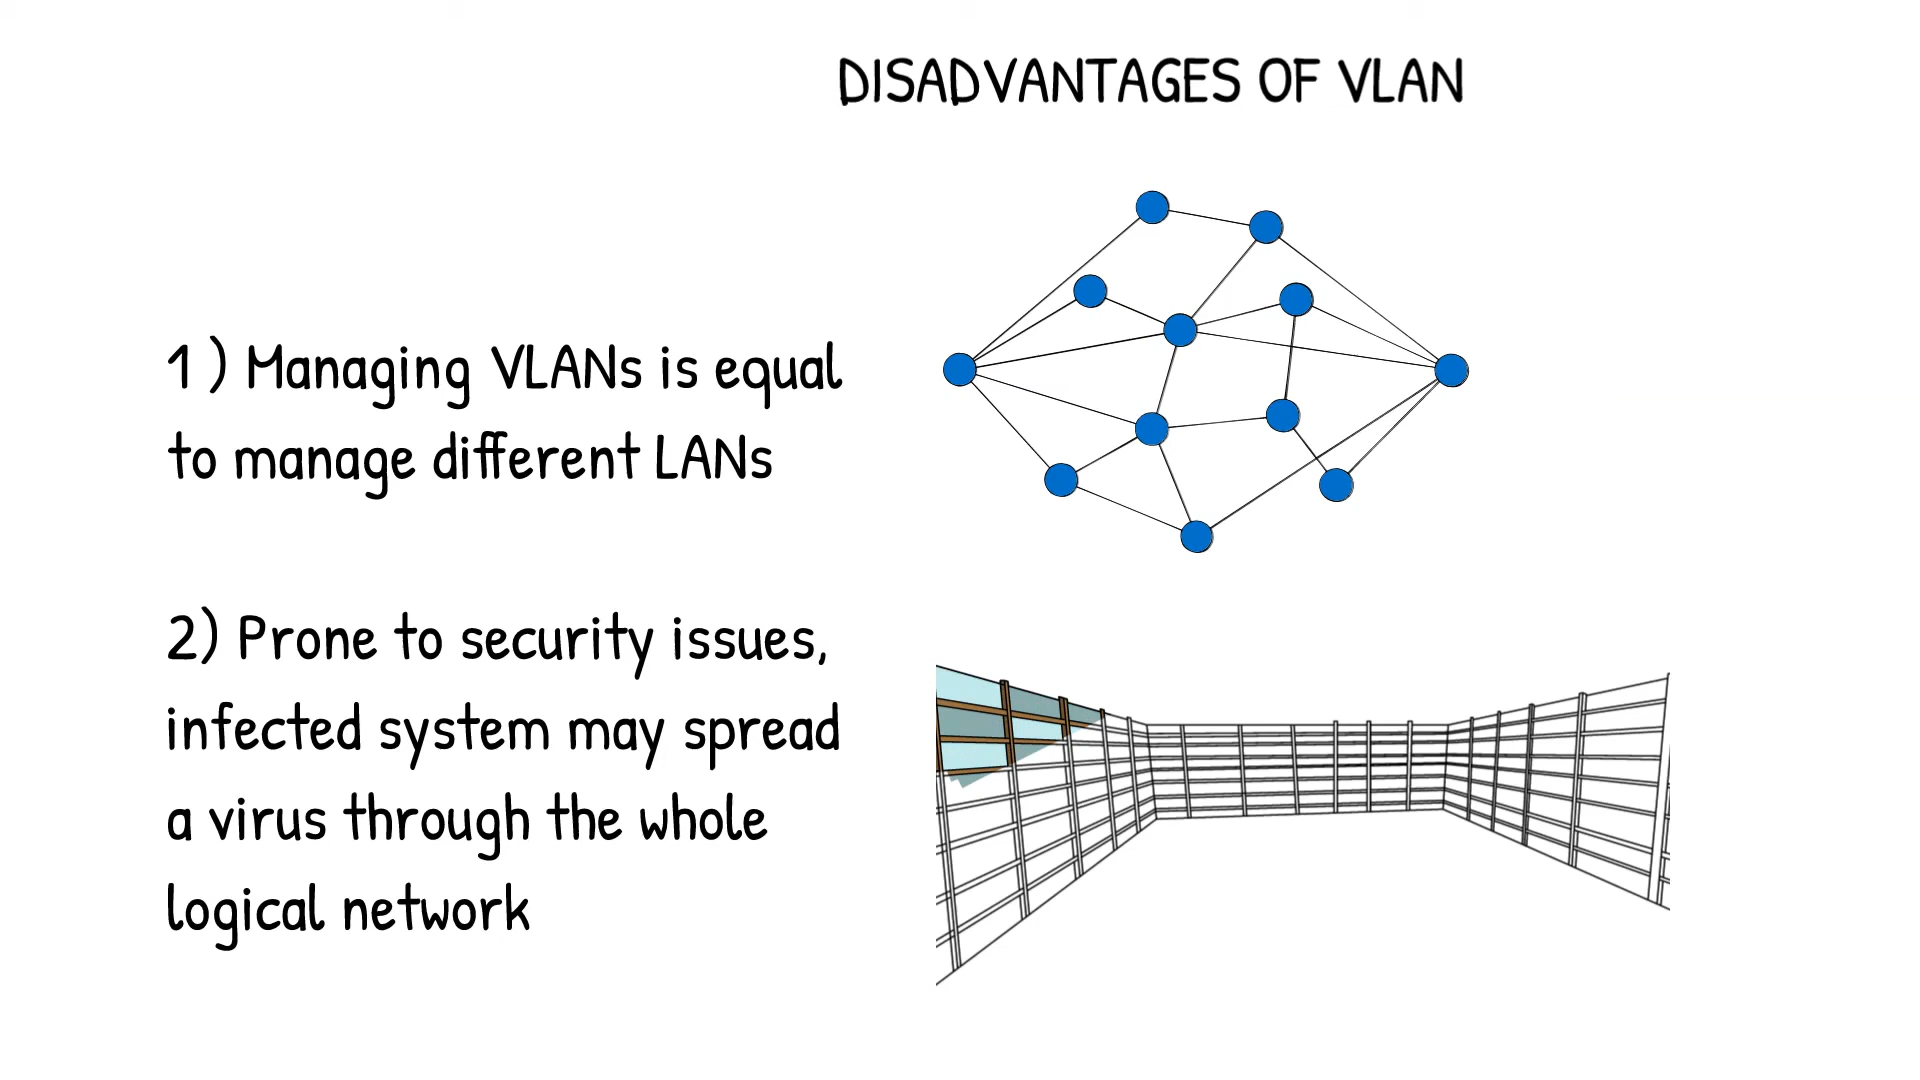 DISADVANTAGES OF VLAN
1 ) Managing VLANs is equal
to manage different LANs
2) Prone to security issues,
infected system may spread
a virus through the whole
logical network